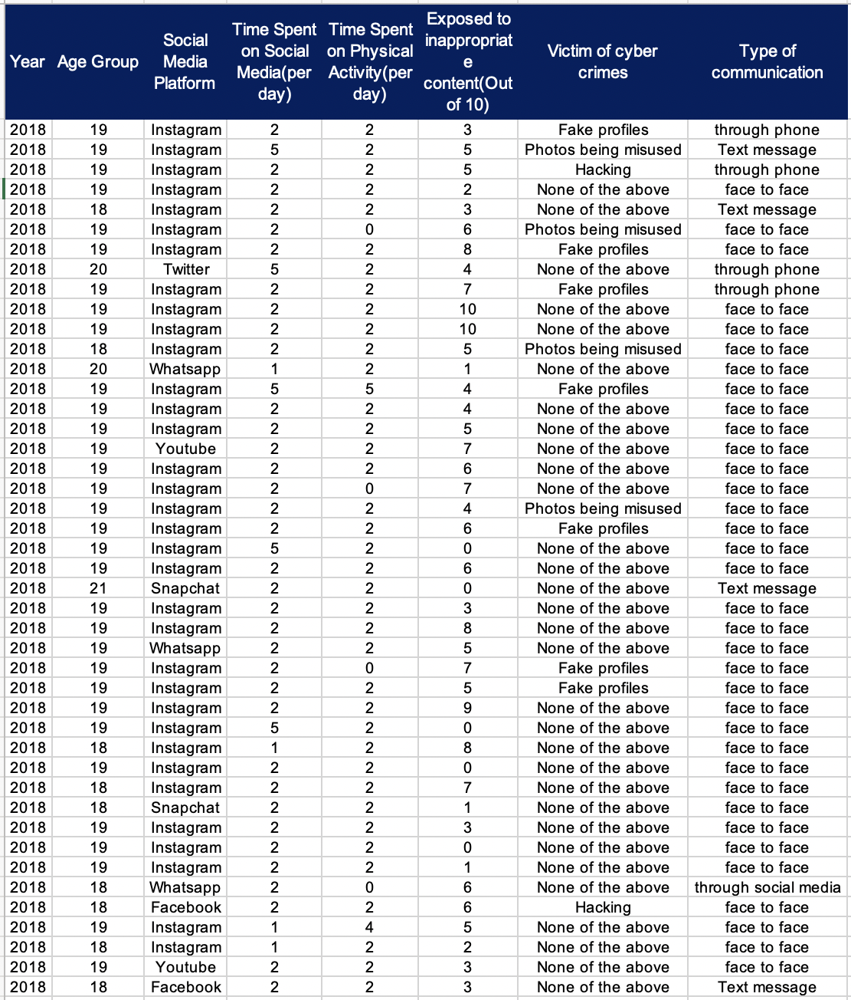 Year Age Group Social Media Platform Time Spent on Social Media(per day) Time Spent on Physical Activity(per day) Exposed to inappropriat e content(Out of 10) Victim of cyber crimes Type of communication
2018 19 Instagram 2 2 3 Fake profiles through phone
2018 19 Instagram 5 2 5 Photos being misused Text message
2018 19 Instagram 2 2 5 Hacking through phone
2018 19 Instagram 2 2 2 None of the above face to face
2018 18 Instagram 2 2 3 None of the above Text message
2018 19 Instagram 2 0 6 Photos being misused face to face
2018 19 Instagram 2 2 8 Fake profiles face to face
2018 20 Twitter 5 2 4 None of the above through phone
2018 19 Instagram 2 2 7 Fake profiles through phone
2018 19 Instagram 2 2 10 None of the above face to face
2018 19 Instagram 2 2 10 None of the above face to face
2018 18 Instagram 2 2 5 Photos being misused face to face
2018 20 Whatsapp 1 2 1 None of the above face to face
2018 19 Instagram 5 5 4 Fake profiles face to face
2018 19 Instagram 2 2 4 None of the above face to face
2018 19 Instagram 2 2 5 None of the above face to face
2018 19 Youtube 2 2 7 None of the above face to face
2018 19 Instagram 2 2 6 None of the above face to face
2018 19 Instagram 2 0 7 None of the above face to face
2018 19 Instagram 2 2 4 Photos being misused face to face
2018 19 Instagram 2 2 6 Fake profiles face to face
2018 19 Instagram 5 2 0 None of the above face to face
2018 19 Instagram 2 2 6 None of the above face to face
2018 21 Snapchat 2 2 0 None of the above Text message
2018 19 Instagram 2 2 3 None of the above face to face
2018 19 Instagram 2 2 8 None of the above face to face
2018 19 Whatsapp 2 2 5 None of the above face to face
2018 19 Instagram 2 0 7 Fake profiles face to face
2018 19 Instagram 2 2 5 Fake profiles face to face
2018 19 Instagram 2 2 9 None of the above face to face
2018 19 Instagram 5 2 0 None of the above face to face
2018 18 Instagram 1 2 8 None of the above face to face
2018 19 Instagram 2 2 0 None of the above face to face
2018 18 Instagram 2 2 7 None of the above face to face
2018 18 Snapchat 2 2 1 None of the above face to face
2018 19 Instagram 2 2 3 None of the above face to face
2018 19 Instagram 2 2 0 None of the above face to face
2018 19 Instagram 2 2 1 None of the above face to face
2018 18 Whatsapp 2 0 6 None of the above through social media
2018 18 Facebook 2 2 6 Hacking face to face
2018 19 Instagram 1 4 5 None of the above face to face
2018 18 Instagram 1 2 2 None of the above face to face
2018 19 Youtube 2 2 3 None of the above face to face
2018 18 Facebook 2 2 3 None of the above Text message